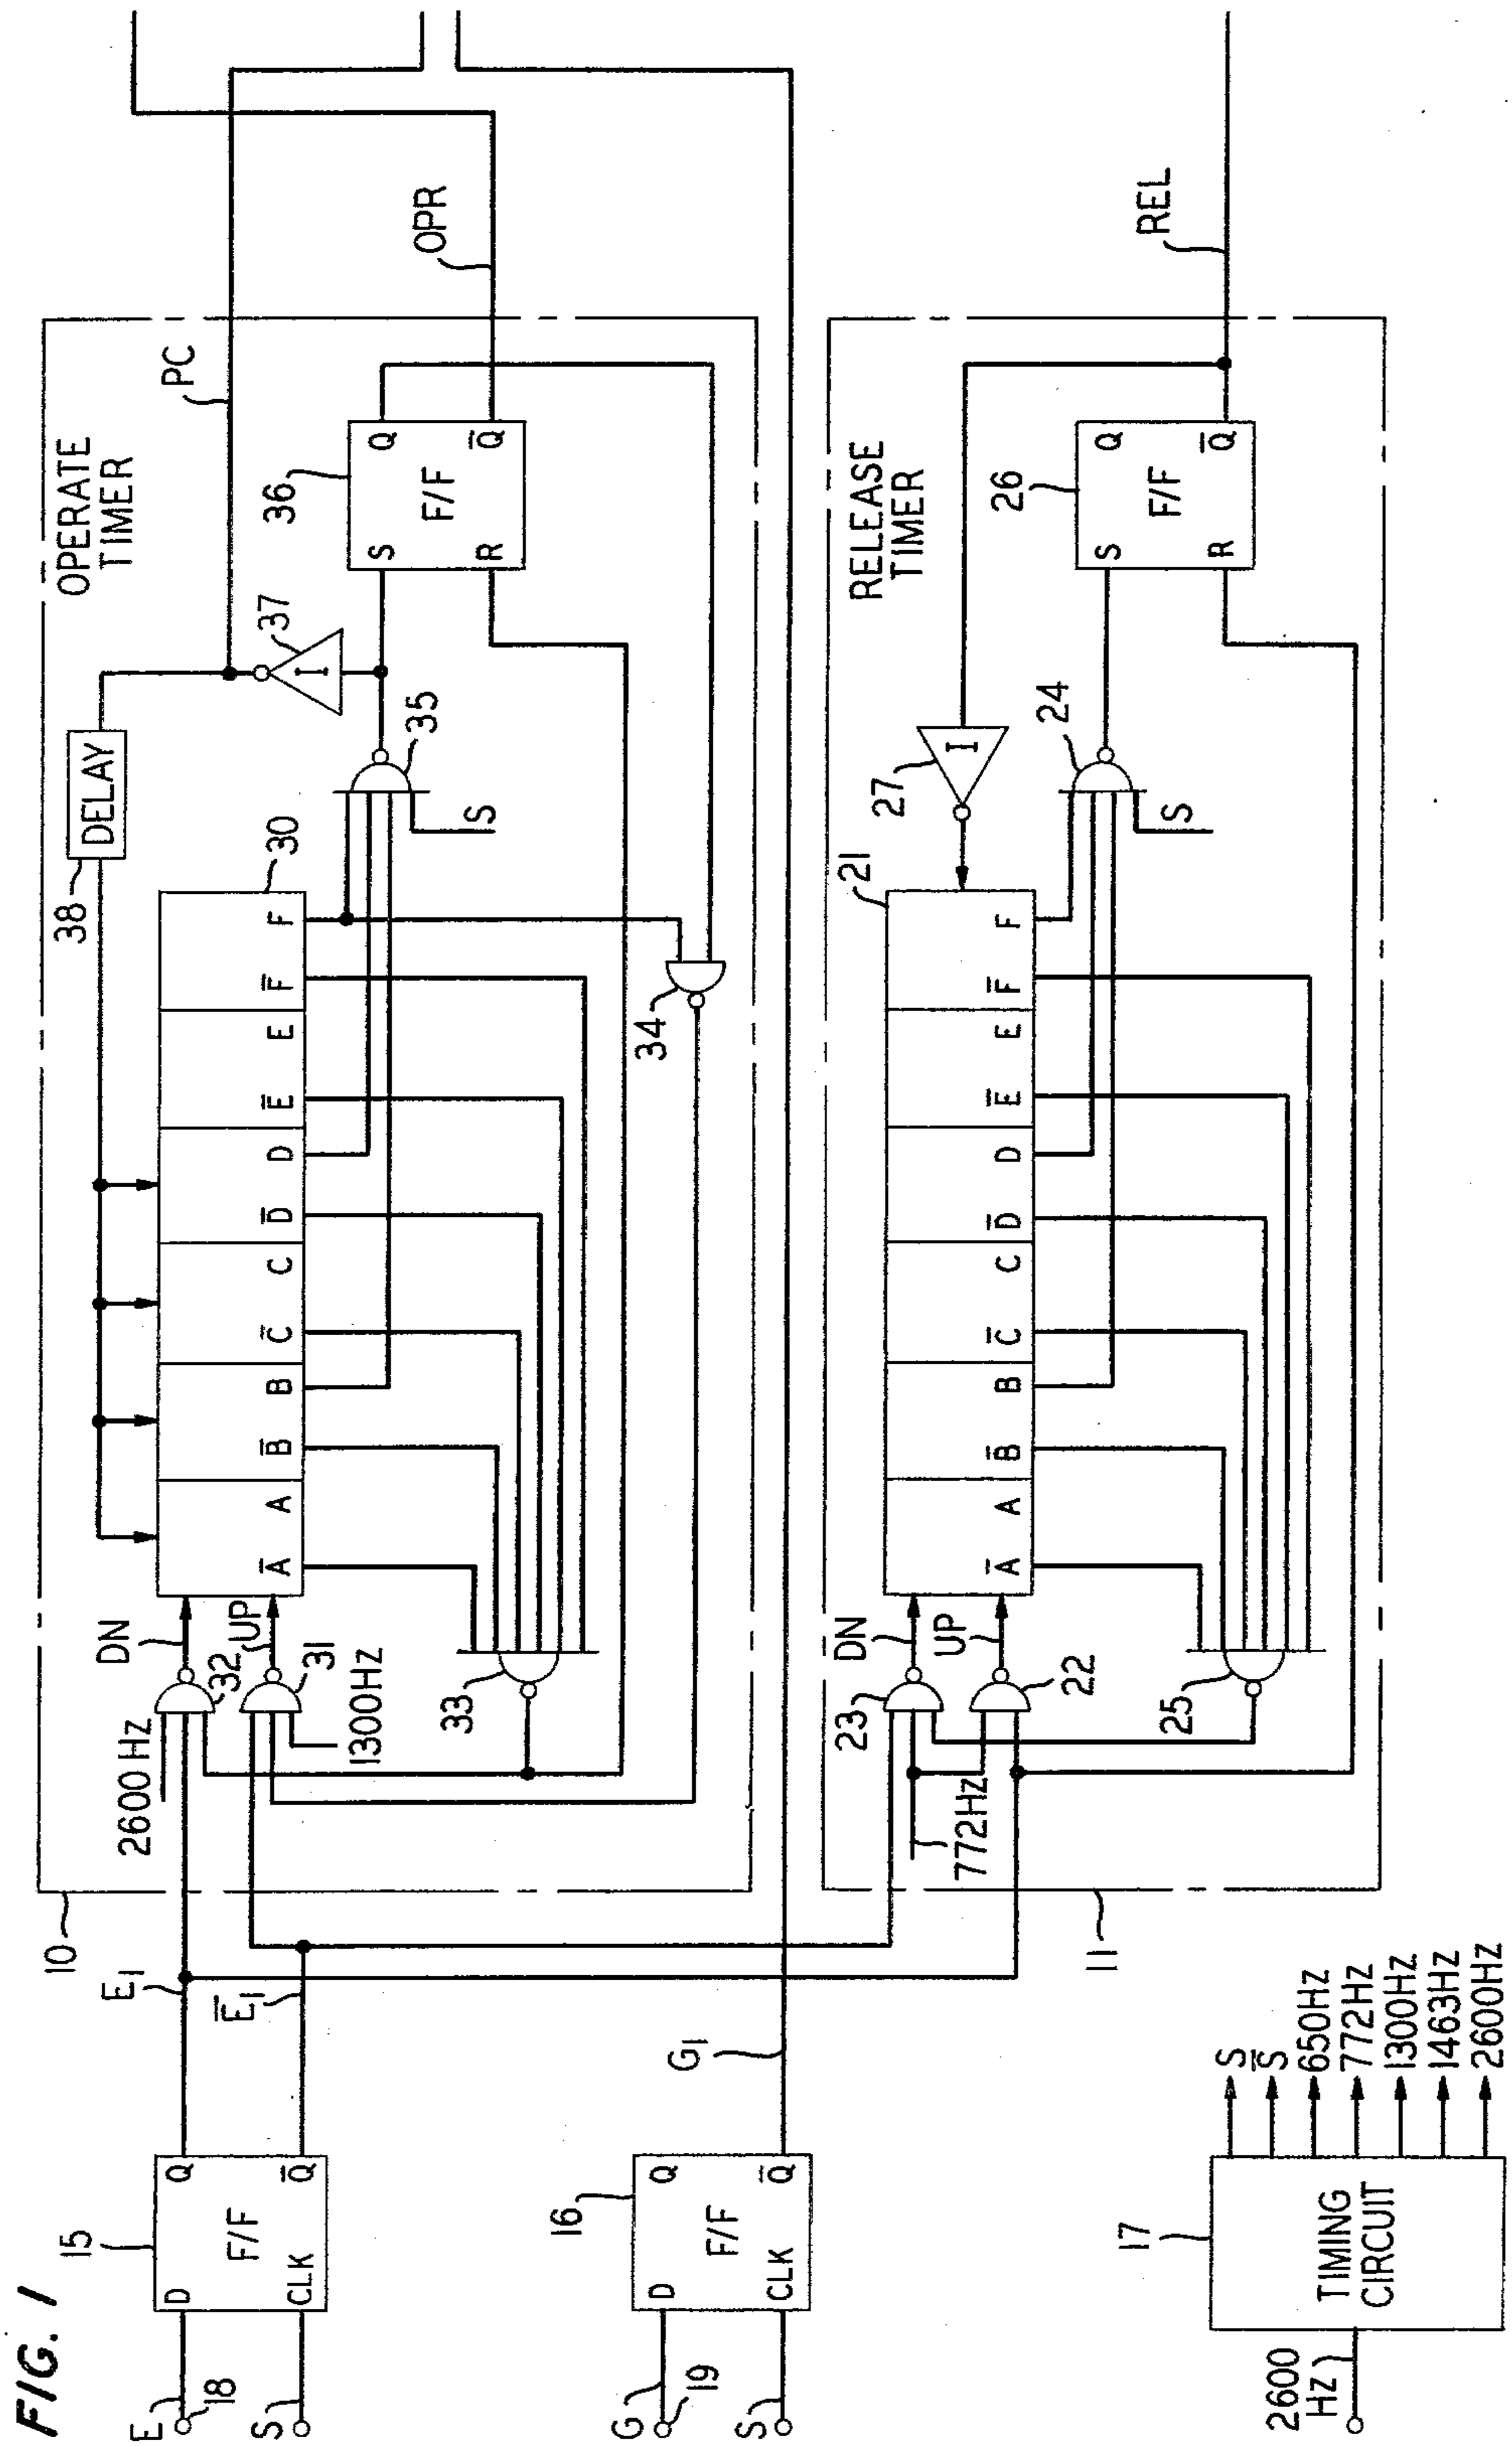 FIG. 1
E
18
S
15
D
Q
F/F
CLK
Q̅
E1
E̅1
G
19
S
16
D
Q
F/F
CLK
Q̅
G1
2600
HZ
17
TIMING
CIRCUIT
S
S̅
650HZ
772HZ
1300HZ
1463HZ
2600HZ
10
OPERATE
TIMER
2600 HZ
DN
32
UP
31
1300HZ
33
A̅ A B̅ B C̅ C D̅ D E̅ E F̅ F
30
38
DELAY
34
35
S
37
I
PC
36
S
Q
F/F
R
Q̅
OPR
11
RELEASE
TIMER
23
DN
UP
22
772HZ
25
A̅ A B̅ B C̅ C D̅ D E̅ E F̅ F
21
27
I
24
S
26
S
Q
F/F
R
Q̅
REL